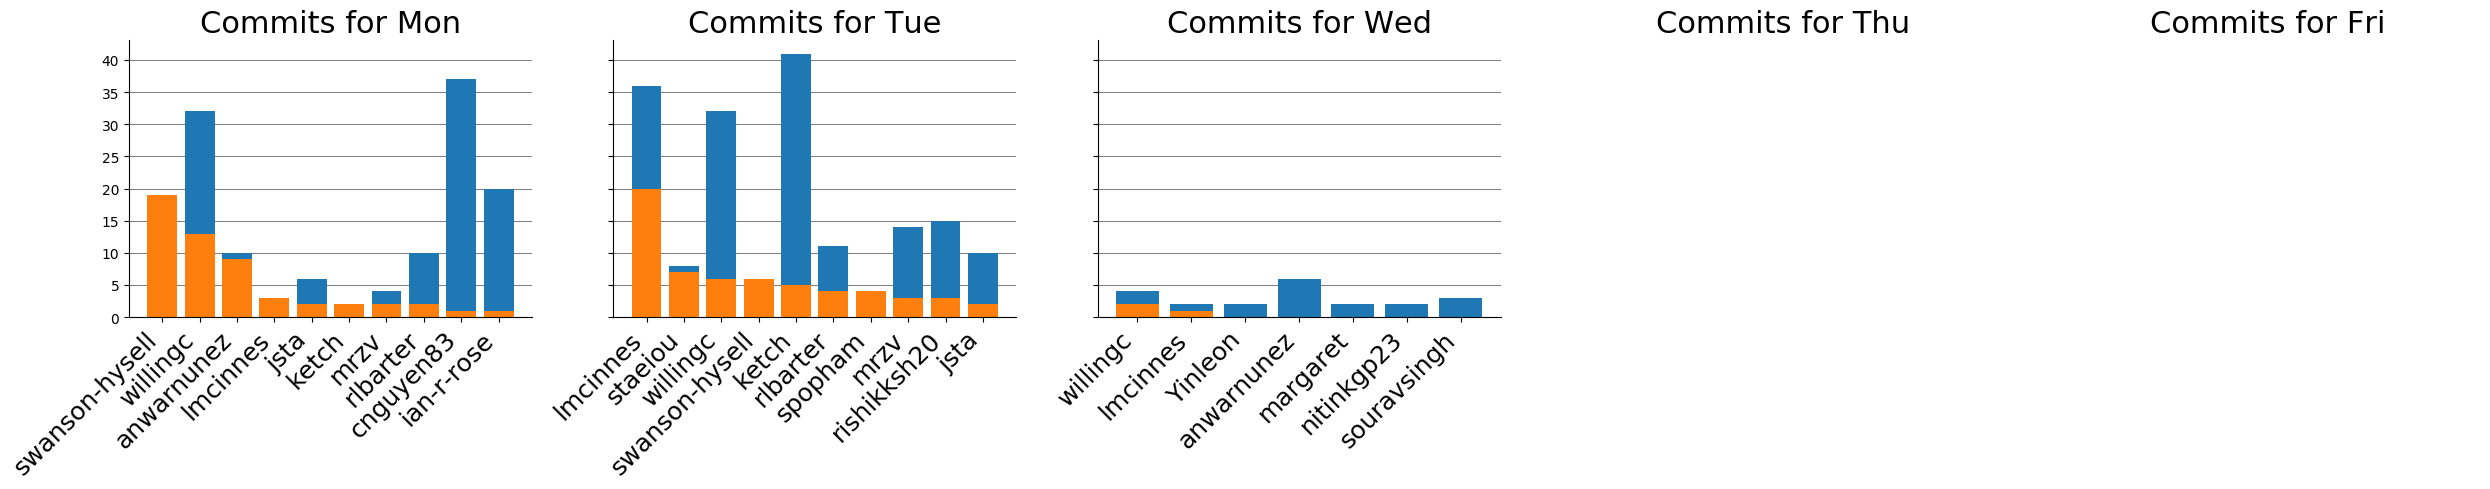 Commits for Mon
Commits for Tue
Commits for Wed
Commits for Thu
Commits for Fri
40
35
30
25
20
15
10
5
0
swanson-hysell
willingc
anwarnunez
lmcinnes
jsta
ketch
mrzv
rlbarter
cnguyen83
ian-r-rose
lmcinnes
staeiou
willingc
swanson-hysell
ketch
rlbarter
spopham
mrzv
rishikksh20
jsta
willingc
lmcinnes
Yinleon
anwarnunez
margaret
nitinkgp23
souravsingh